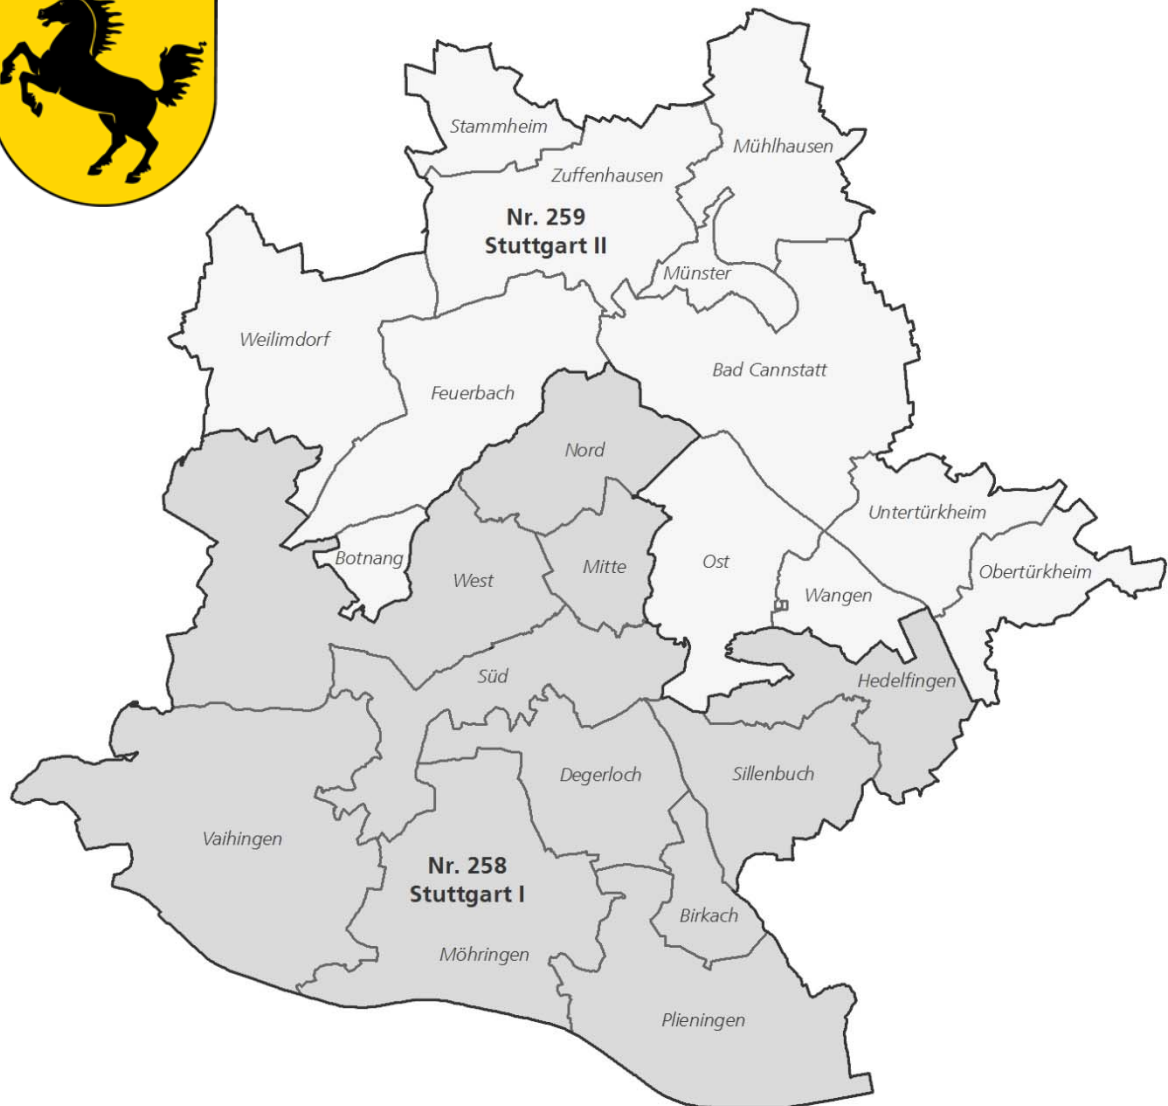 Stammheim
Mühlhausen
Zuffenhausen
Nr. 259
Stuttgart II
Münster
Weilimdorf
Bad Cannstatt
Feuerbach
Nord
Untertürkheim
Botnang
West
Mitte
Ost
Obertürkheim
Wangen
Süd
Hedelfingen
Degerloch
Sillenbuch
Vaihingen
Nr. 258
Stuttgart I
Birkach
Möhringen
Plieningen